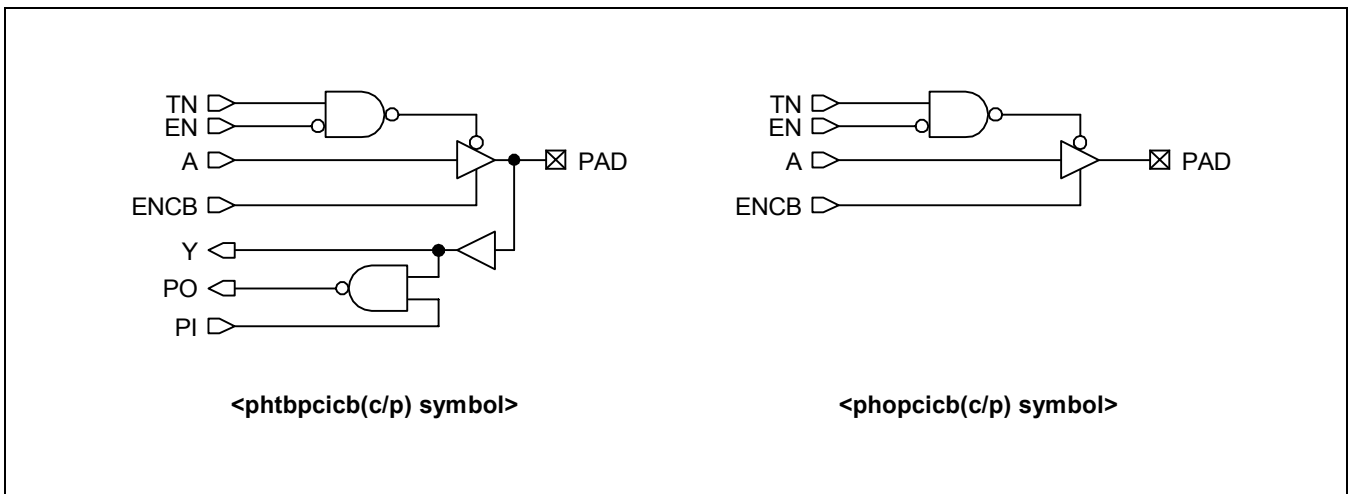 TN
EN
A
PAD
ENCB
Y
PO
PI
<phtbpcicb(c/p) symbol>
TN
EN
A
PAD
ENCB
<phopcicb(c/p) symbol>